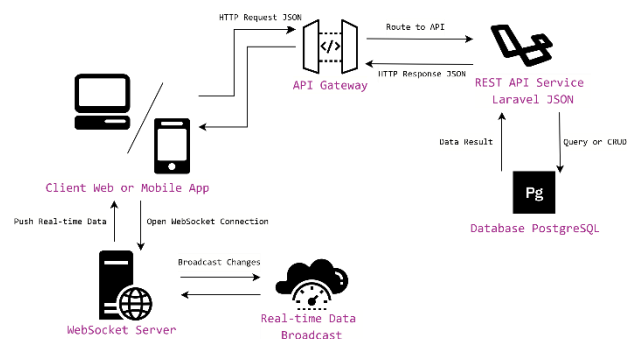 HTTP Request JSON
Route to API
</>
HTTP Response JSON
API Gateway
REST API Service
Laravel JSON
Data Result
Query or CRUD
Pg
Client Web or Mobile App
Database PostgreSQL
Push Real-time Data
Open WebSocket Connection
Broadcast Changes
WebSocket Server
Real-time Data
Broadcast